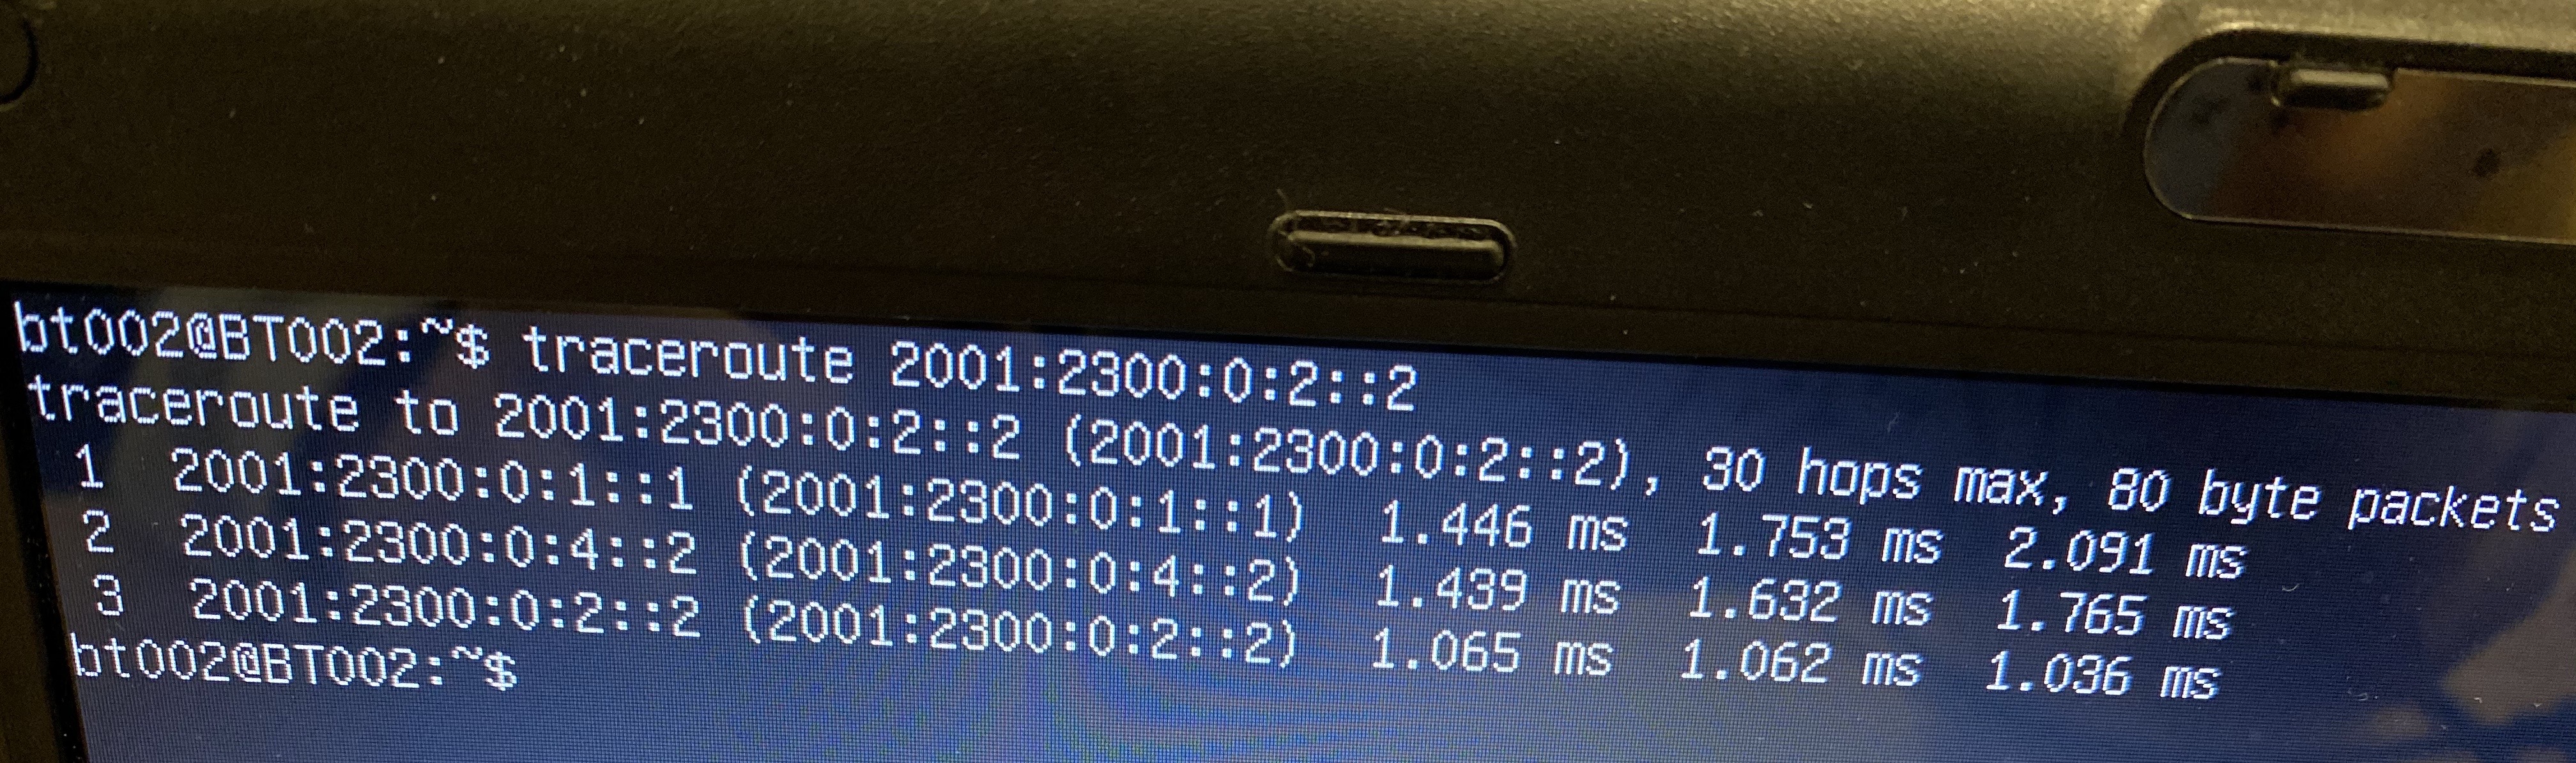 bt002@BT002:~$ traceroute 2001:2300:0:2::2
traceroute to 2001:2300:0:2::2 (2001:2300:0:2::2), 30 hops max, 80 byte packets
1 2001:2300:0:1::1 (2001:2300:0:1::1) 1.446 ms 1.753 ms 2.091 ms
2 2001:2300:0:4::2 (2001:2300:0:4::2) 1.439 ms 1.632 ms 1.765 ms
3 2001:2300:0:2::2 (2001:2300:0:2::2) 1.065 ms 1.062 ms 1.036 ms
bt002@BT002:~$